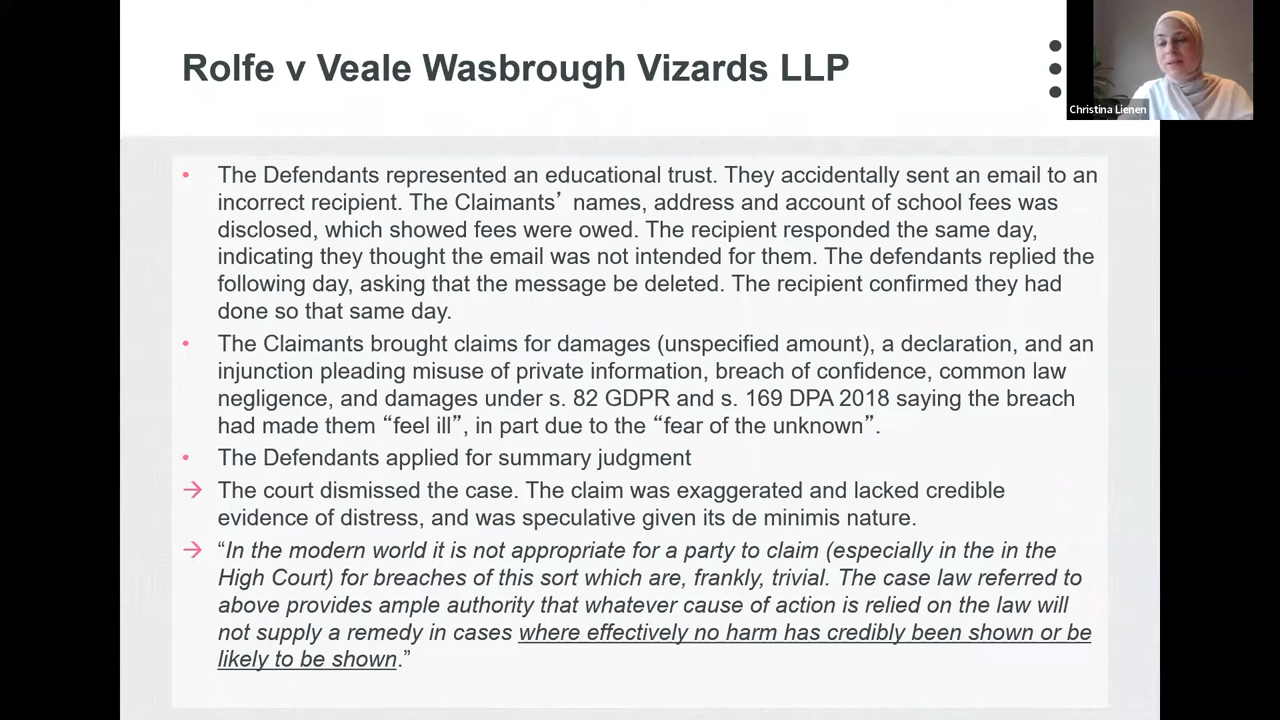 Rolfe v Veale Wasbrough Vizards LLP
Christina Lienen
• The Defendants represented an educational trust. They accidentally sent an email to an
incorrect recipient. The Claimants’ names, address and account of school fees was
disclosed, which showed fees were owed. The recipient responded the same day,
indicating they thought the email was not intended for them. The defendants replied the
following day, asking that the message be deleted. The recipient confirmed they had
done so that same day.
• The Claimants brought claims for damages (unspecified amount), a declaration, and an
injunction pleading misuse of private information, breach of confidence, common law
negligence, and damages under s. 82 GDPR and s. 169 DPA 2018 saying the breach
had made them “feel ill”, in part due to the “fear of the unknown”.
• The Defendants applied for summary judgment
→ The court dismissed the case. The claim was exaggerated and lacked credible
evidence of distress, and was speculative given its de minimis nature.
→ “In the modern world it is not appropriate for a party to claim (especially in the in the
High Court) for breaches of this sort which are, frankly, trivial. The case law referred to
above provides ample authority that whatever cause of action is relied on the law will
not supply a remedy in cases where effectively no harm has credibly been shown or be
likely to be shown.”